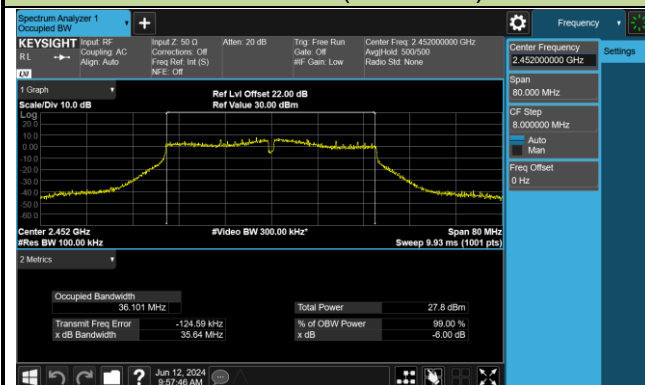 Spectrum Analyzer 1
Occupied BW
Frequency
KEYSIGHT
RL
LXI
Input: RF
Coupling: AC
Align: Auto
Input Z: 50 Ω
Corrections: Off
Freq Ref: Int (S)
NFE: Off
Atten: 20 dB
Trig: Free Run
Gate: Off
#IF Gain: Low
Center Freq: 2.452000000 GHz
Avg|Hold: 500/500
Radio Std: None
Center Frequency
2.452000000 GHz
Settings
Span
80.000 MHz
CF Step
8.000000 MHz
Auto
Man
Freq Offset
0 Hz
1 Graph
Scale/Div 10.0 dB
Ref Lvl Offset 22.00 dB
Ref Value 30.00 dBm
Log
20.0
10.0
0.00
-10.0
-20.0
-30.0
-40.0
-50.0
-60.0
Center 2.452 GHz
#Res BW 100.00 kHz
#Video BW 300.00 kHz*
Span 80 MHz
Sweep 9.93 ms (1001 pts)
2 Metrics
Occupied Bandwidth
36.101 MHz
Total Power 27.8 dBm
Transmit Freq Error -124.59 kHz
% of OBW Power 99.00 %
x dB Bandwidth 35.64 MHz
x dB -6.00 dB
Jun 12, 2024
9:57:46 AM